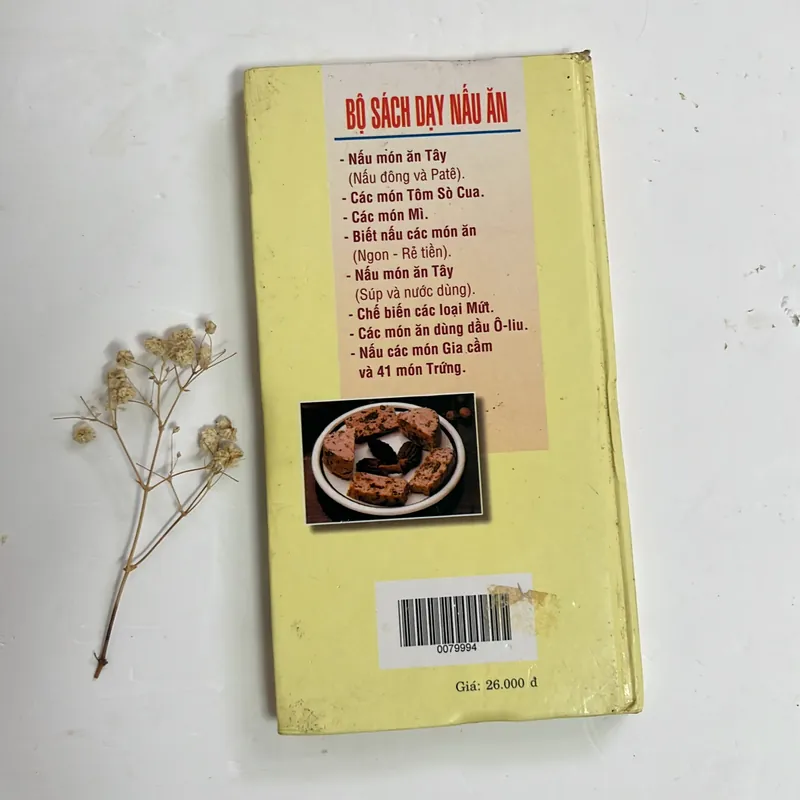 BỘ SÁCH DẠY NẤU ĂN
- Nấu món ăn Tây
(Nấu đông và Patê).
- Các món Tôm Sò Cua.
- Các món Mì.
- Biết nấu các món ăn
(Ngon - Rẻ tiền).
- Nấu món ăn Tây
(Súp và nước dùng).
- Chế biến các loại Mứt.
- Các món ăn dùng dầu Ô-liu.
- Nấu các món Gia cầm
và 41 món Trứng.
0079994
Giá: 26.000 đ